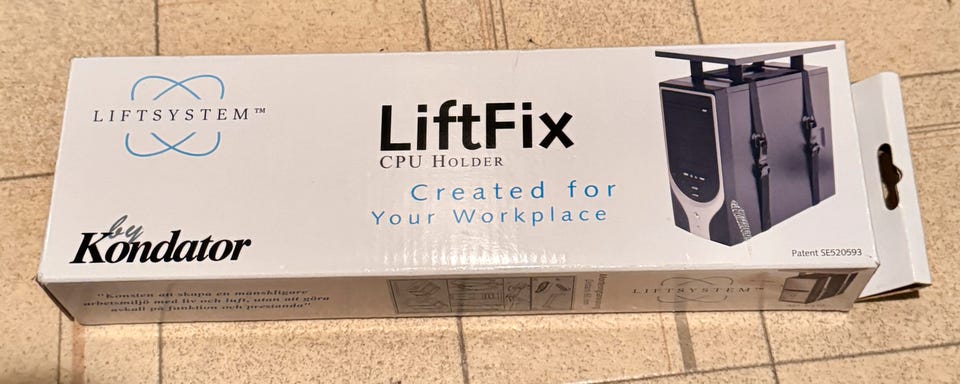 LIFTSYSTEM™
LiftFix
CPU HOLDER
Created for
Your Workplace
by
Kondator
Patent SE520593
"Konsten att skapa en mänskligare
arbetsmiljö med liv och luft, utan att göra
avkall på funktion och prestanda"
LIFTSYSTEM™